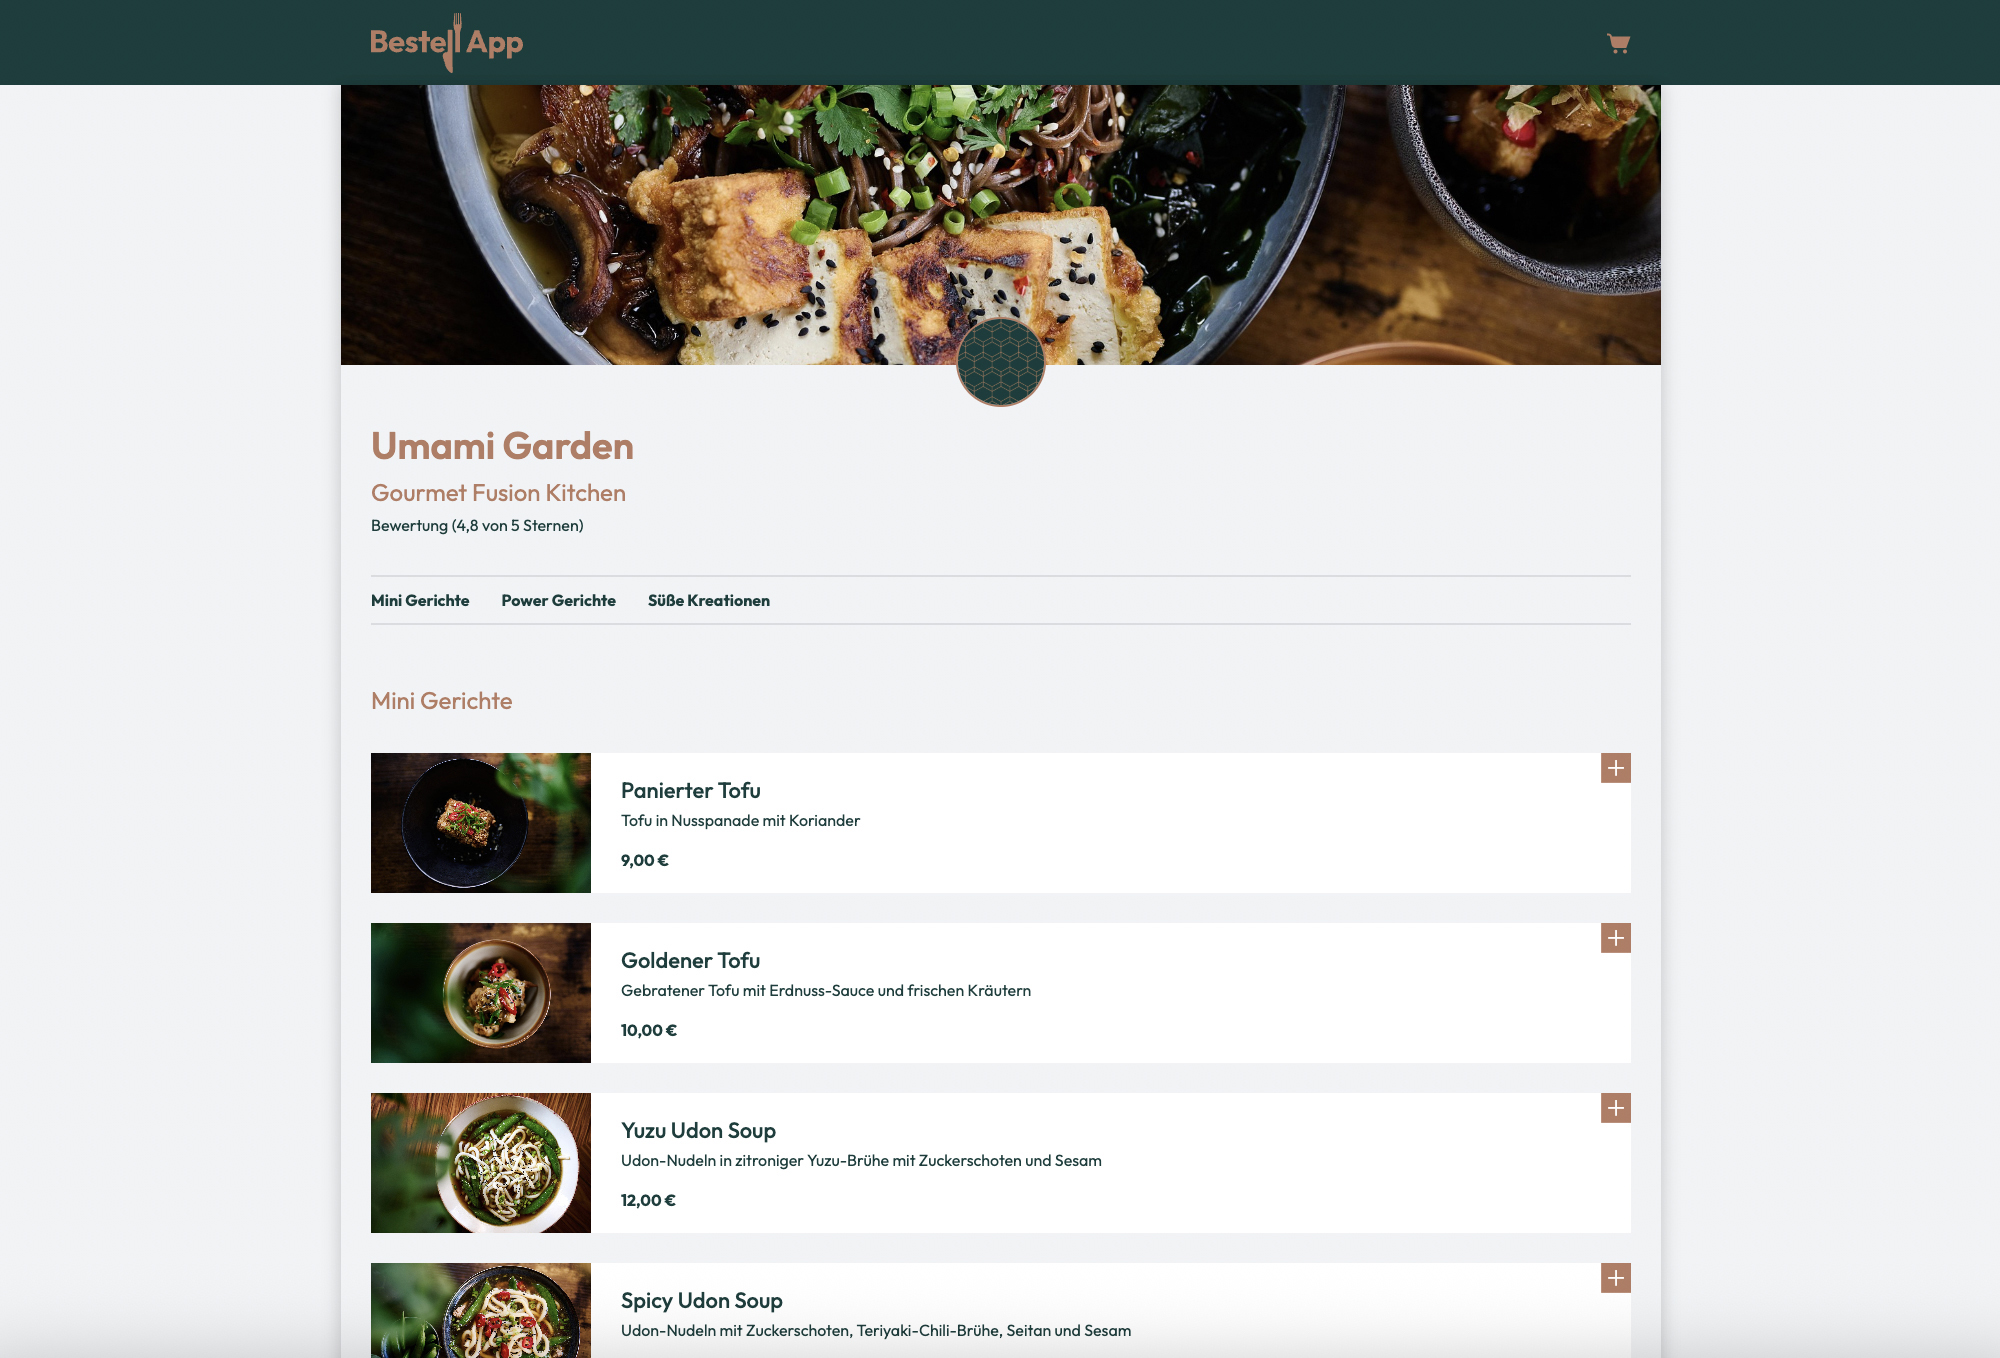 Bestell App
Umami Garden
Gourmet Fusion Kitchen
Bewertung (4,8 von 5 Sternen)
Mini Gerichte Power Gerichte Süße Kreationen
Mini Gerichte
Panierter Tofu
Tofu in Nusspanade mit Koriander
9,00 €
Goldener Tofu
Gebratener Tofu mit Erdnuss-Sauce und frischen Kräutern
10,00 €
Yuzu Udon Soup
Udon-Nudeln in zitroniger Yuzu-Brühe mit Zuckerschoten und Sesam
12,00 €
Spicy Udon Soup
Udon-Nudeln mit Zuckerschoten, Teriyaki-Chili-Brühe, Seitan und Sesam